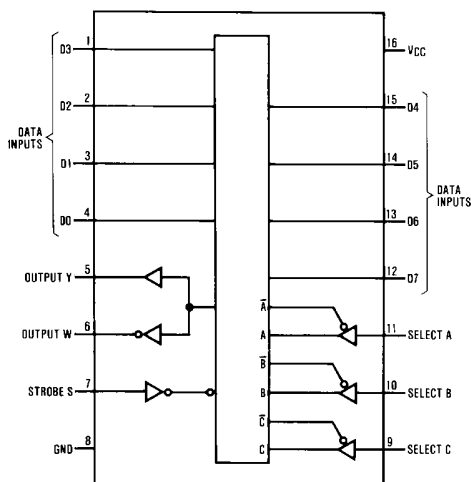 D3 1
D2 2
DATA
INPUTS
D1 3
D0 4
OUTPUT Y 5
OUTPUT W 6
STROBE S 7
GND 8
16 VCC
15 D4
14 D5
DATA
INPUTS
13 D6
12 D7
A̅
A 11 SELECT A
B̅
B 10 SELECT B
C̅
C 9 SELECT C